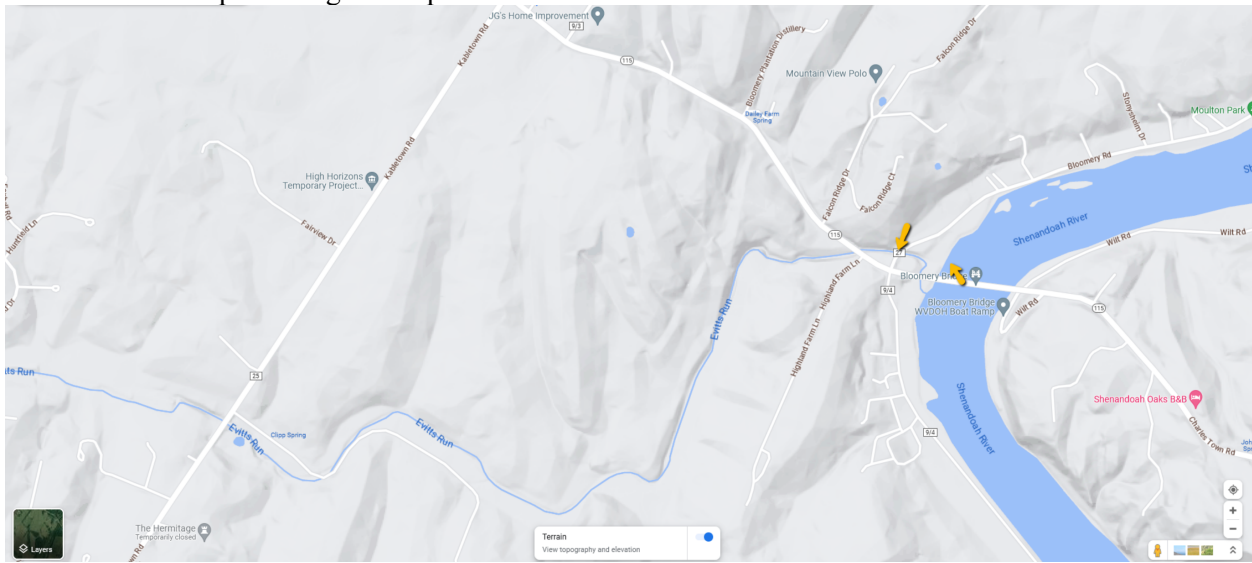 JG's Home Improvement
9/3
Kabletown Rd
115
Bloomery Plantation Distillery
Mountain View Polo
Falcon Ridge Dr
Stonysheim Dr
Moulton Park
Dailey Farm
Spring
Kabletown Rd
High Horizons
Temporary Project...
Bloomery Rd
Falcon Ridge Dr
Falcon Ridge Ct
Huntfield Ln
Fairview Dr
115
Shenandoah River
Wilt Rd
Wilt Rd
27
Highland Farm Ln
Bloomery Bridge
9/4
Bloomery Bridge
WVDOH Boat Ramp
Wilt Rd
115
Evitts Run
Highland Farm Ln
25
Shenandoah River
Shenandoah Oaks B&B
Evitts Run
Clipp Spring
Evitts Run
9/4
Charles Town Rd
The Hermitage
Temporarily closed
Layers
Terrain
View topography and elevation